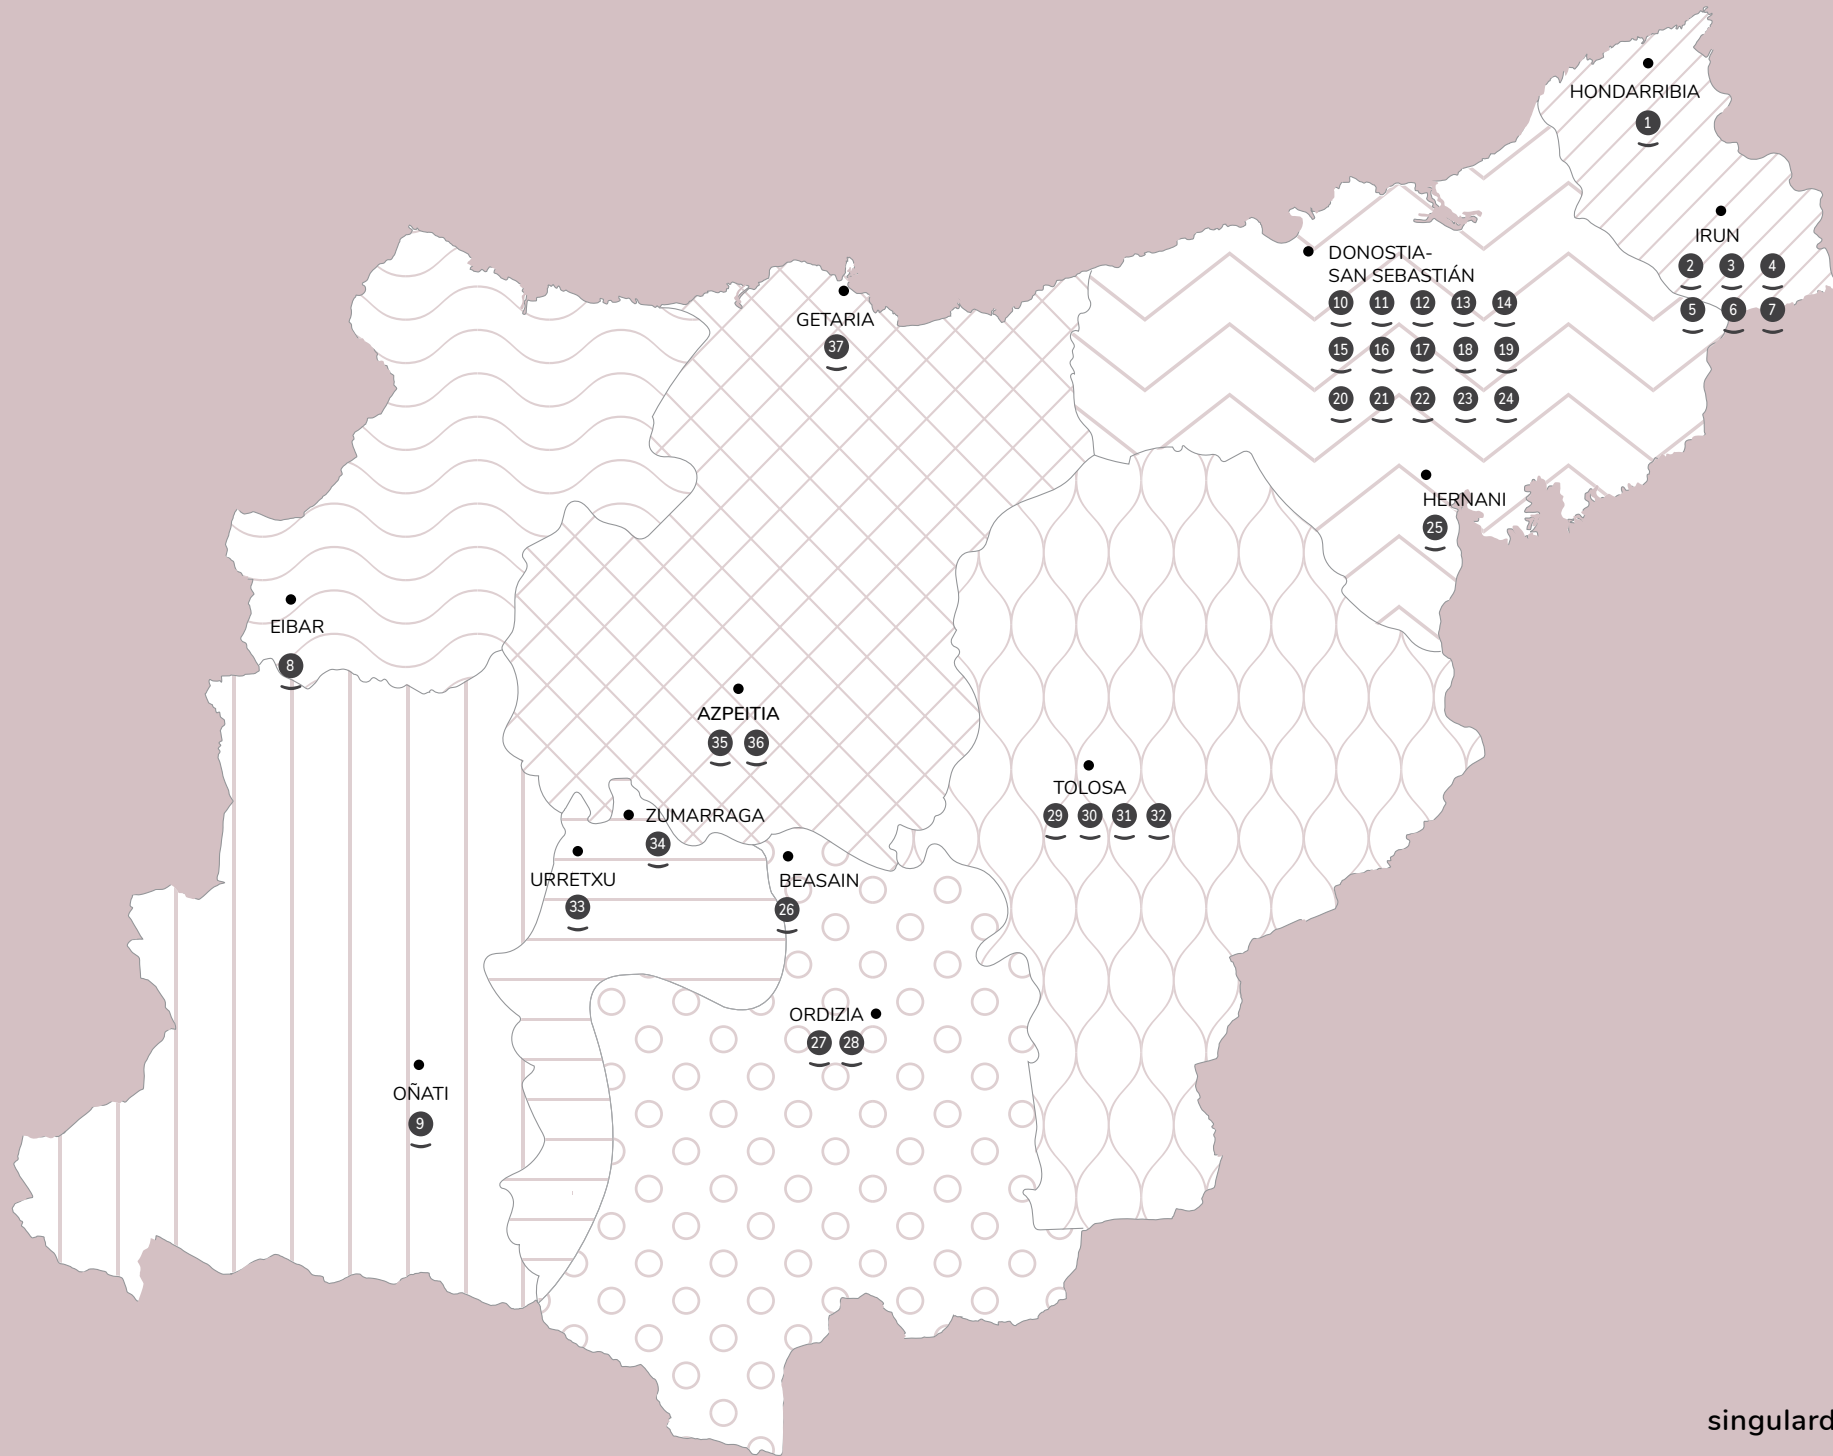 HONDARRIBIA
1
IRUN
2 3 4
5 6 7
DONOSTIA-
SAN SEBASTIÁN
10 11 12 13 14
15 16 17 18 19
20 21 22 23 24
GETARIA
37
HERNANI
25
EIBAR
8
AZPEITIA
35 36
TOLOSA
29 30 31 32
ZUMARRAGA
34
URRETXU
33
BEASAIN
26
ORDIZIA
27 28
OÑATI
9
singulard